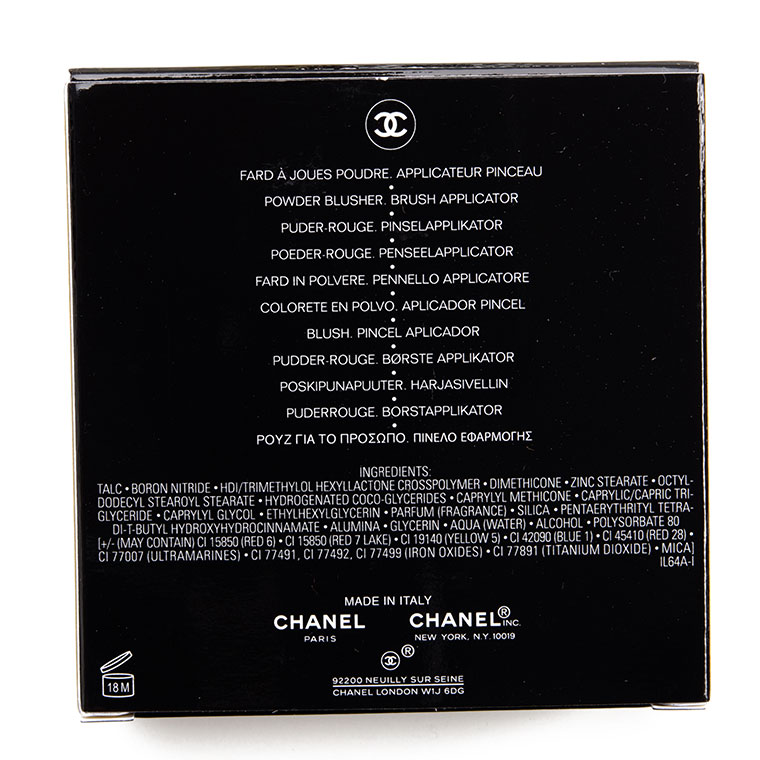 FARD À JOUES POUDRE. APPLICATEUR PINCEAU
•
POWDER BLUSHER. BRUSH APPLICATOR
•
PUDER-ROUGE. PINSELAPPLIKATOR
•
POEDER-ROUGE. PENSEELAPPLICATOR
•
FARD IN POLVERE. PENNELLO APPLICATORE
•
COLORETE EN POLVO. APLICADOR PINCEL
•
BLUSH. PINCEL APLICADOR
•
PUDDER-ROUGE. BØRSTE APPLIKATOR
•
POSKIPUNAPUUTER. HARJASIVELLIN
•
PUDERROUGE. BORSTAPPLIKATOR
•
ΡΟΥΖ ΓΙΑ ΤΟ ΠΡΟΣΩΠΟ. ΠΙΝΕΛΟ ΕΦΑΡΜΟΓΗΣ
INGREDIENTS:
TALC • BORON NITRIDE • HDI/TRIMETHYLOL HEXYLLACTONE CROSSPOLYMER • DIMETHICONE • ZINC STEARATE • OCTYL-
DODECYL STEAROYL STEARATE • HYDROGENATED COCO-GLYCERIDES • CAPRYLYL METHICONE • CAPRYLIC/CAPRIC TRI-
GLYCERIDE • CAPRYLYL GLYCOL • ETHYLHEXYLGLYCERIN • PARFUM (FRAGRANCE) • SILICA • PENTAERYTHRITYL TETRA-
DI-T-BUTYL HYDROXYHYDROCINNAMATE • ALUMINA • GLYCERIN • AQUA (WATER) • ALCOHOL • POLYSORBATE 80
[+/- (MAY CONTAIN) CI 15850 (RED 6) • CI 15850 (RED 7 LAKE) • CI 19140 (YELLOW 5) • CI 42090 (BLUE 1) • CI 45410 (RED 28) •
CI 77007 (ULTRAMARINES) • CI 77491, CI 77492, CI 77499 (IRON OXIDES) • CI 77891 (TITANIUM DIOXIDE) • MICA]
IL64A-I
MADE IN ITALY
CHANEL CHANEL® INC.
PARIS NEW YORK, N.Y. 10019
®
18 M
92200 NEUILLY SUR SEINE
CHANEL LONDON W1J 6DG